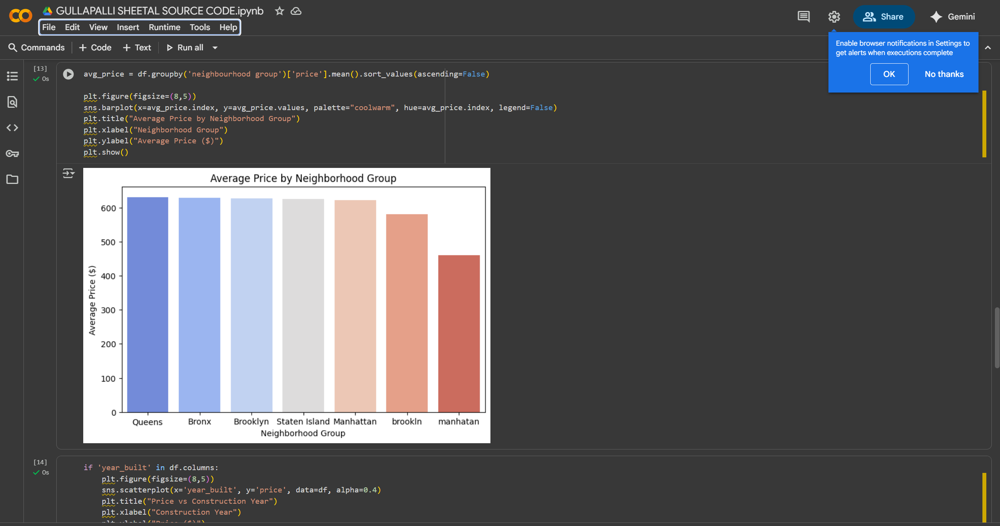 GULLAPALLI SHEETAL SOURCE CODE.ipynb
File Edit View Insert Runtime Tools Help
Share
Gemini
Enable browser notifications in Settings to
get alerts when executions complete
OK
No thanks
Commands + Code + Text Run all
[13]
0s
avg_price = df.groupby('neighbourhood group')['price'].mean().sort_values(ascending=False)
plt.figure(figsize=(8,5))
sns.barplot(x=avg_price.index, y=avg_price.values, palette="coolwarm", hue=avg_price.index, legend=False)
plt.title("Average Price by Neighborhood Group")
plt.xlabel("Neighborhood Group")
plt.ylabel("Average Price ($)")
plt.show()
Average Price by Neighborhood Group
Average Price ($)
600
500
400
300
200
100
0
Queens Bronx Brooklyn Staten Island Manhattan brookln manhatan
Neighborhood Group
[14]
0s
if 'year_built' in df.columns:
plt.figure(figsize=(8,5))
sns.scatterplot(x='year_built', y='price', data=df, alpha=0.4)
plt.title("Price vs Construction Year")
plt.xlabel("Construction Year")
plt.ylabel("Price ($)")